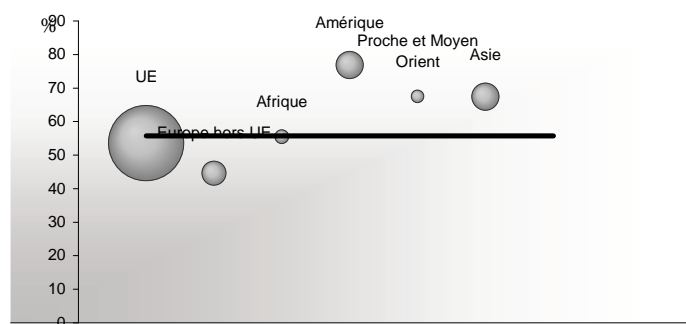 %
90
80
70
60
50
40
30
20
10
0
UE
Europe hors UE
Afrique
Amérique
Proche et Moyen
Orient
Asie